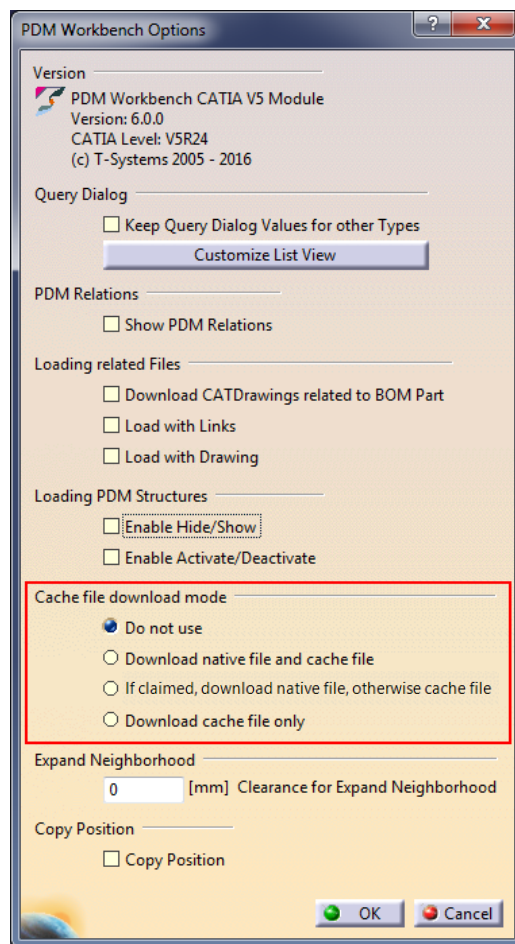 PDM Workbench Options
?
X
Version
PDM Workbench CATIA V5 Module
Version: 6.0.0
CATIA Level: V5R24
(c) T-Systems 2005 - 2016
Query Dialog
Keep Query Dialog Values for other Types
Customize List View
PDM Relations
Show PDM Relations
Loading related Files
Download CATDrawings related to BOM Part
Load with Links
Load with Drawing
Loading PDM Structures
Enable Hide/Show
Enable Activate/Deactivate
Cache file download mode
Do not use
Download native file and cache file
If claimed, download native file, otherwise cache file
Download cache file only
Expand Neighborhood
0 [mm] Clearance for Expand Neighborhood
Copy Position
Copy Position
OK Cancel